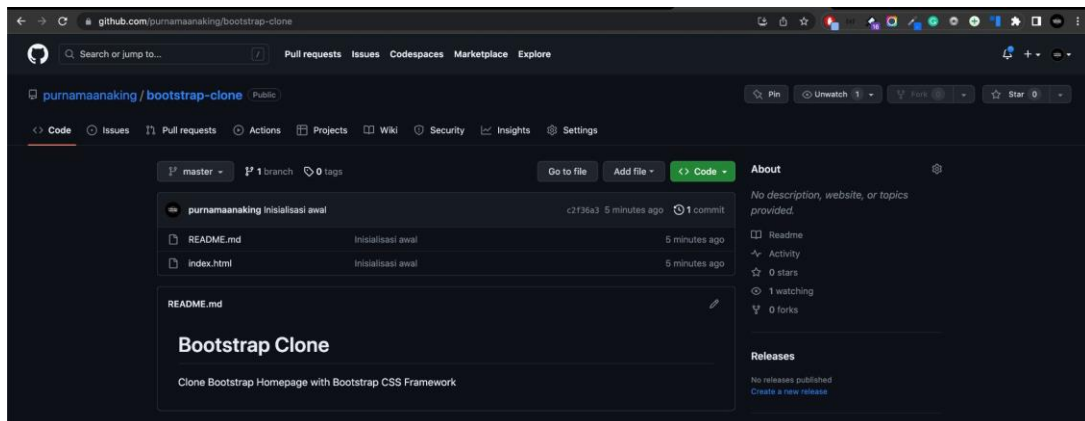 github.com/purnamaanaking/bootstrap-clone
Search or jump to... / Pull requests Issues Codespaces Marketplace Explore
purnamaanaking / bootstrap-clone Public
Pin Unwatch 1 Fork 0 Star 0
<> Code Issues Pull requests Actions Projects Wiki Security Insights Settings
master 1 branch 0 tags Go to file Add file <> Code
purnamaanaking Inisialisasi awal c2f36a3 5 minutes ago 1 commit
README.md Inisialisasi awal 5 minutes ago
index.html Inisialisasi awal 5 minutes ago
README.md
Bootstrap Clone
Clone Bootstrap Homepage with Bootstrap CSS Framework
About
No description, website, or topics
provided.
Readme
Activity
0 stars
1 watching
0 forks
Releases
No releases published
Create a new release